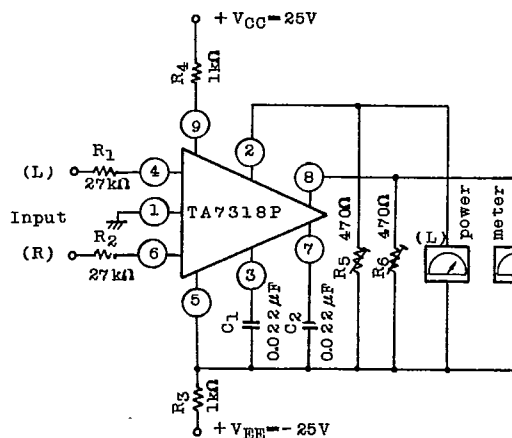 +VCC=25V
R4
1kΩ
9
2
8
(L)
R1
27kΩ
4
Input
1
TA7318P
(R)
R2
27kΩ
6
5
3
7
C1
0.022μF
C2
0.022μF
R5
470Ω
R6
470Ω
(L)
power
meter
R3
1kΩ
+VEE=-25V